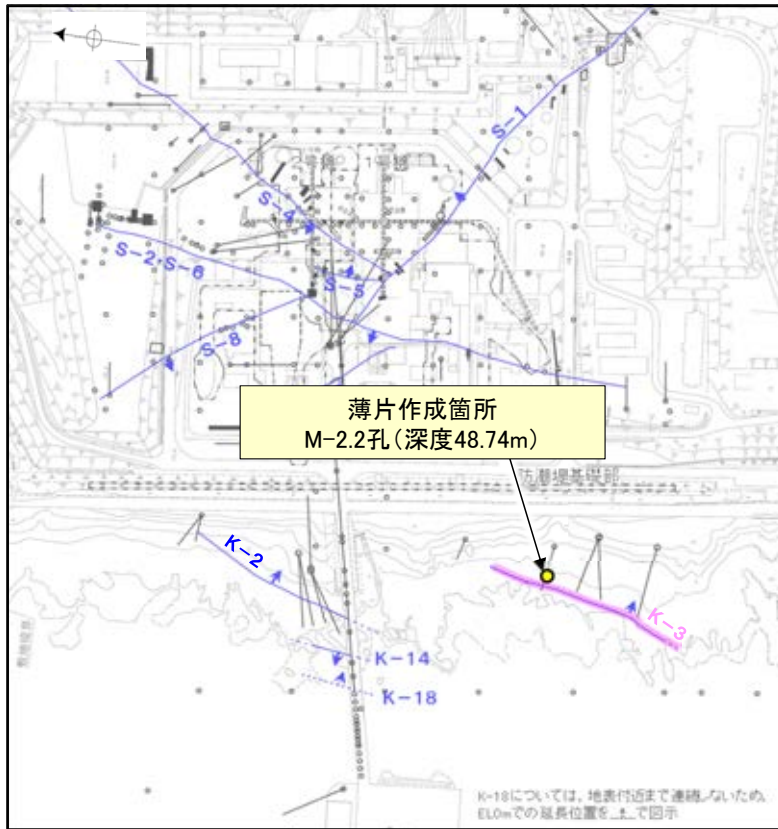 S-1
S-4
S-2・S-6
S-5
S-8
薄片作成箇所
M-2.2孔(深度48.74m)
防潮堤基礎部
K-2
K-3
K-14
K-18
K-18については、地表付近まで連続しないため、
EL0mでの延長位置を で図示